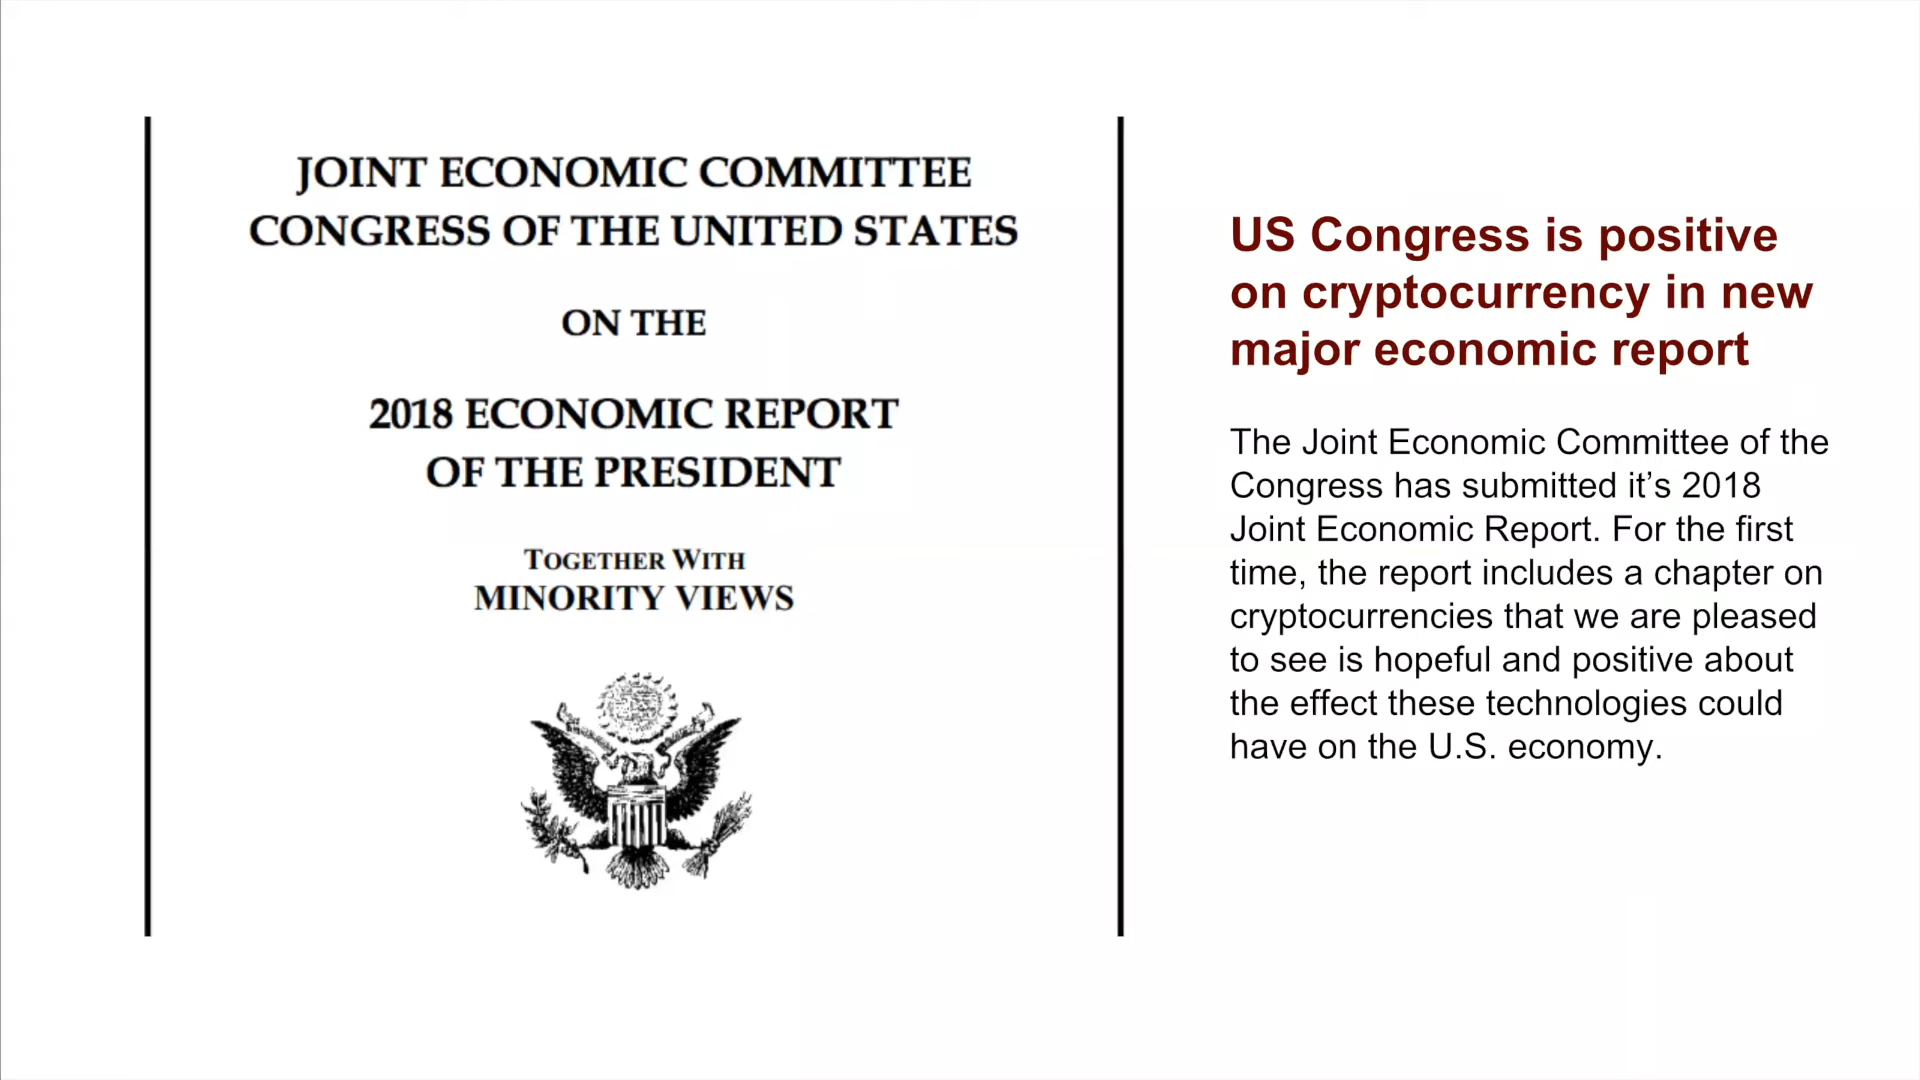 JOINT ECONOMIC COMMITTEE
CONGRESS OF THE UNITED STATES
ON THE
2018 ECONOMIC REPORT
OF THE PRESIDENT
TOGETHER WITH
MINORITY VIEWS
US Congress is positive
on cryptocurrency in new
major economic report
The Joint Economic Committee of the
Congress has submitted it’s 2018
Joint Economic Report. For the first
time, the report includes a chapter on
cryptocurrencies that we are pleased
to see is hopeful and positive about
the effect these technologies could
have on the U.S. economy.